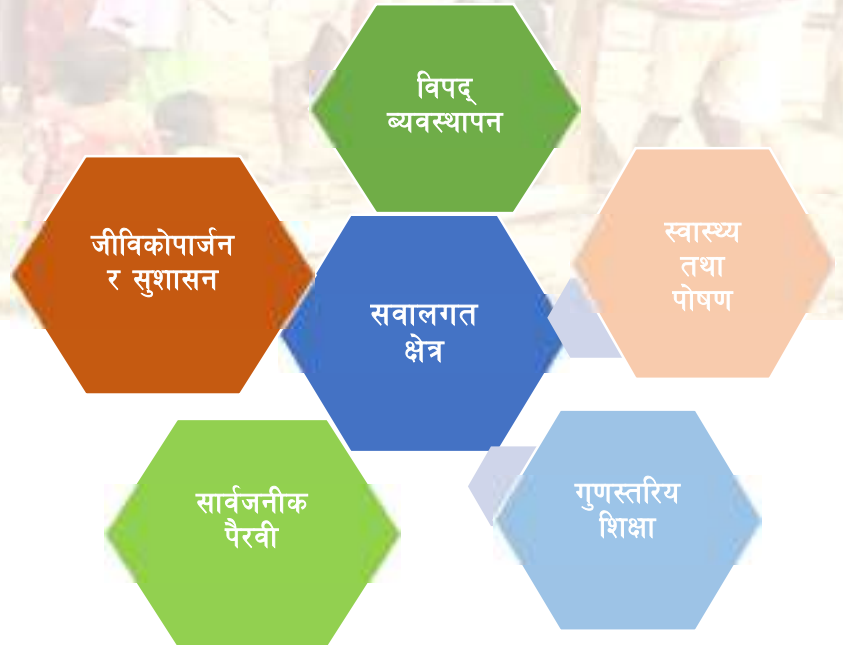 विपद्
ब्यवस्थापन
जीविकोपार्जन
र सुशासन
स्वास्थ्य
तथा
पोषण
सवालगत
क्षेत्र
सार्वजनीक
पैरवी
गुणस्तरिय
शिक्षा